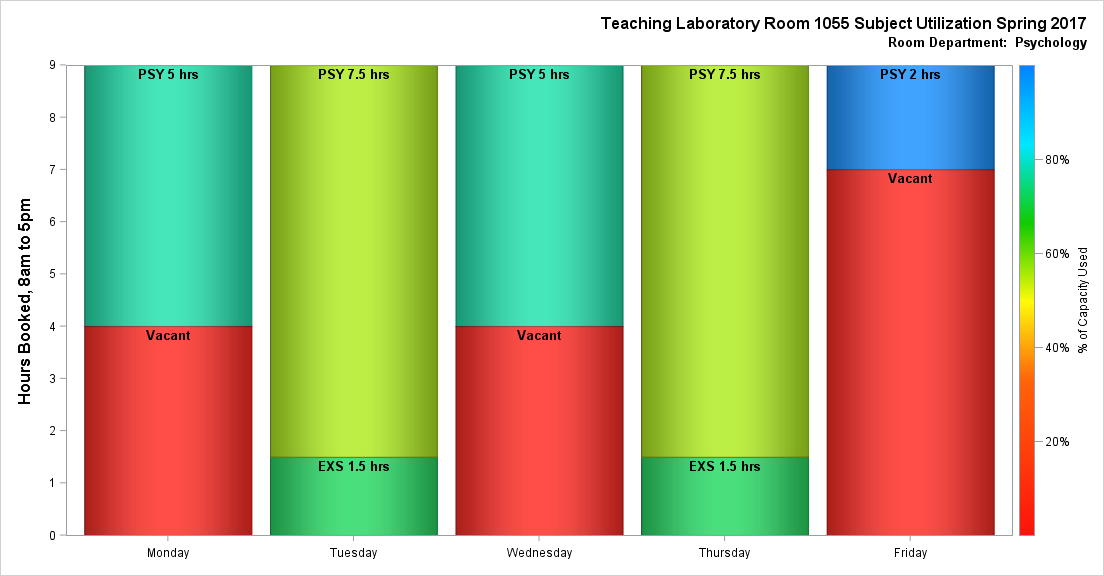 Teaching Laboratory Room 1055 Subject Utilization Spring 2017
Room Department:  Psychology
Hours Booked, 8am to 5pm
9
8
7
6
5
4
3
2
1
0
PSY 5 hrs
Vacant
PSY 7.5 hrs
EXS 1.5 hrs
PSY 5 hrs
Vacant
PSY 7.5 hrs
EXS 1.5 hrs
PSY 2 hrs
Vacant
Monday
Tuesday
Wednesday
Thursday
Friday
80%
60%
40%
20%
% of Capacity Used